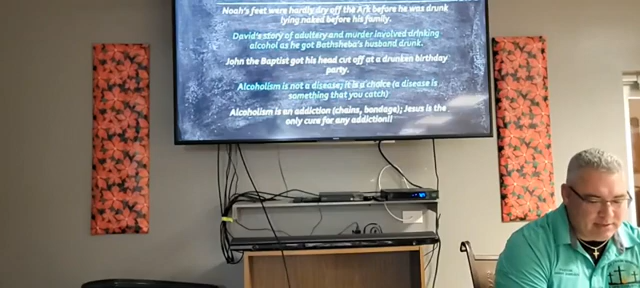 Noah's feet were hardly dry off the Ark before he was drunk
lying naked before his family.
David's story of adultery and murder involved drinking
alcohol as he got Bathsheba's husband drunk.
John the Baptist got his head cut off at a drunken birthday
party.
Alcoholism is not a disease; it is a choice (a disease is
something that you catch)
Alcoholism is an addiction (chains, bondage); Jesus is the
only cure for any addiction!!